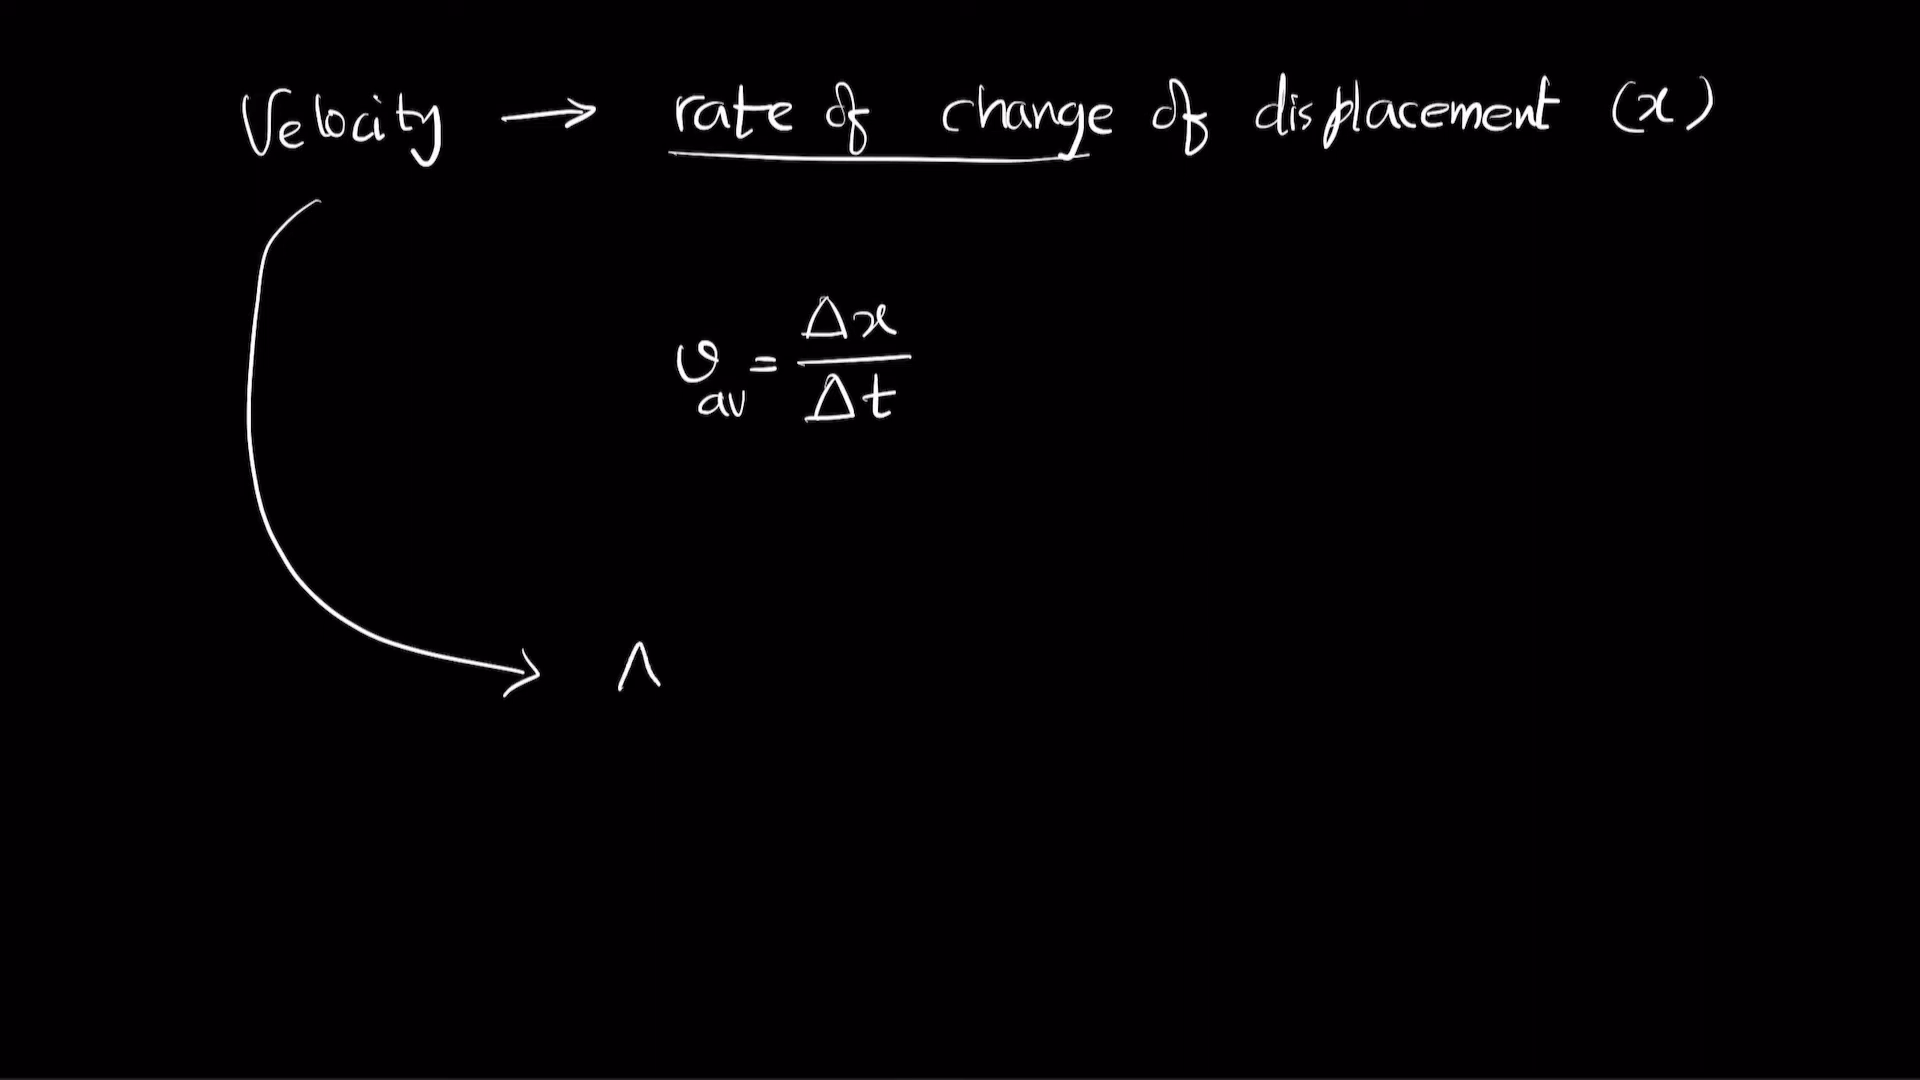 Velocity → rate of change of displacement (x)
v_av = Δx/Δt